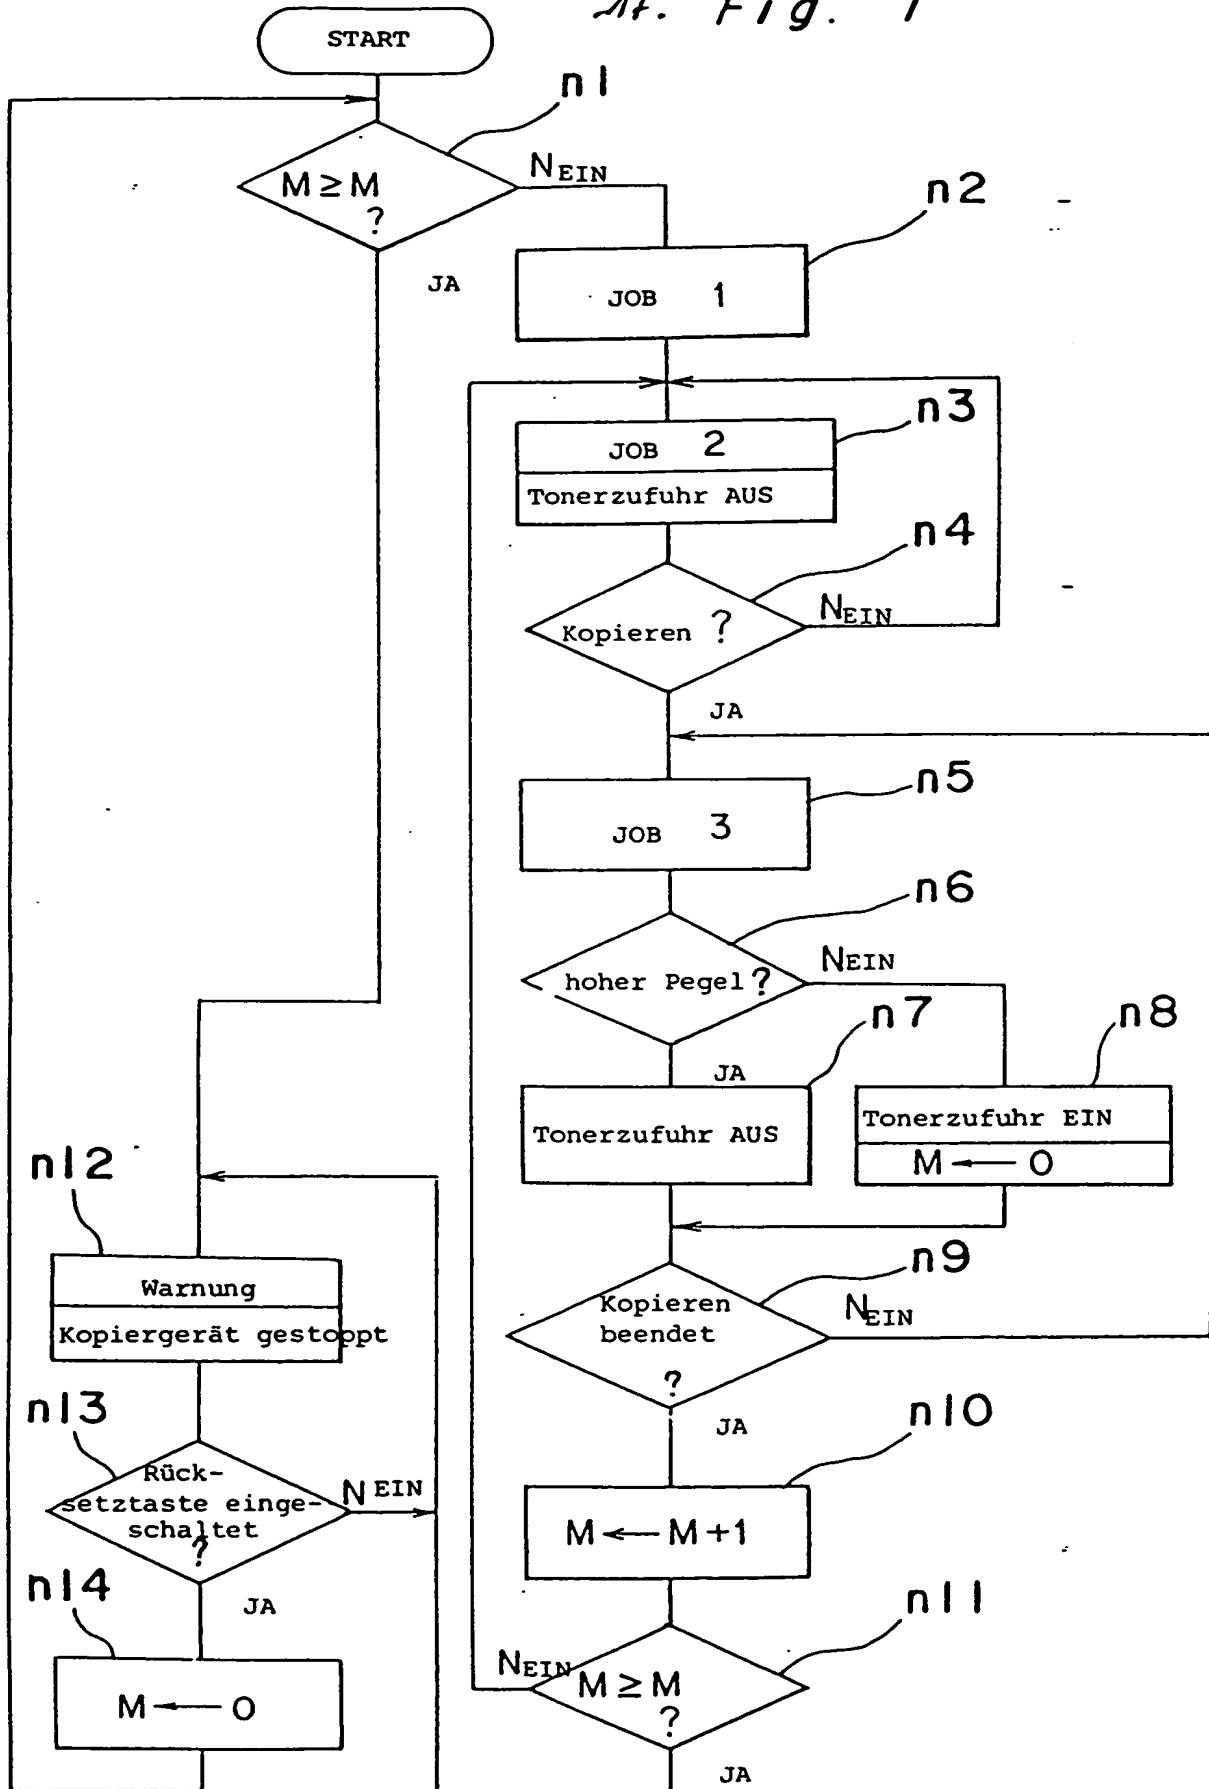 Fig. 1
START
n1
M ≥ M
?
NEIN
JA
n2
JOB 1
n3
JOB 2
Tonerzufuhr AUS
n4
Kopieren ?
NEIN
JA
n5
JOB 3
n6
hoher Pegel ?
NEIN
JA
n7
Tonerzufuhr AUS
n8
Tonerzufuhr EIN
M ← O
n9
Kopieren
beendet
?
NEIN
JA
n10
M ← M+1
n11
M ≥ M
?
NEIN
JA
n12
Warnung
Kopiergerät gestoppt
n13
Rück-
setztaste einge-
schaltet
?
NEIN
JA
n14
M ← O